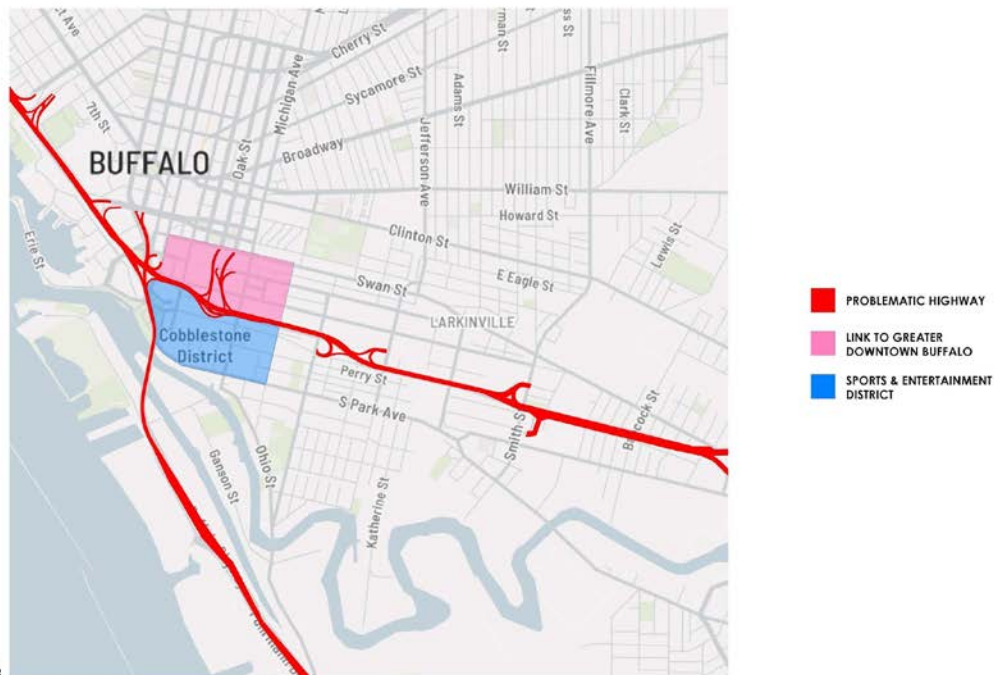 et Ave
Cherry St
Michigan Ave
Sycamore St
Adams St
Fillmore Ave
Clark St
7th St
Oak St
Broadway
Jefferson Ave
BUFFALO
William St
Howard St
Erie St
Clinton St
Lewis St
Swan St
E Eagle St
LARKINVILLE
Cobblestone
District
Perry St
S Park Ave
Smith S
Ohio St
Ganson St
Katherine St
PROBLEMATIC HIGHWAY
LINK TO GREATER
DOWNTOWN BUFFALO
SPORTS & ENTERTAINMENT
DISTRICT